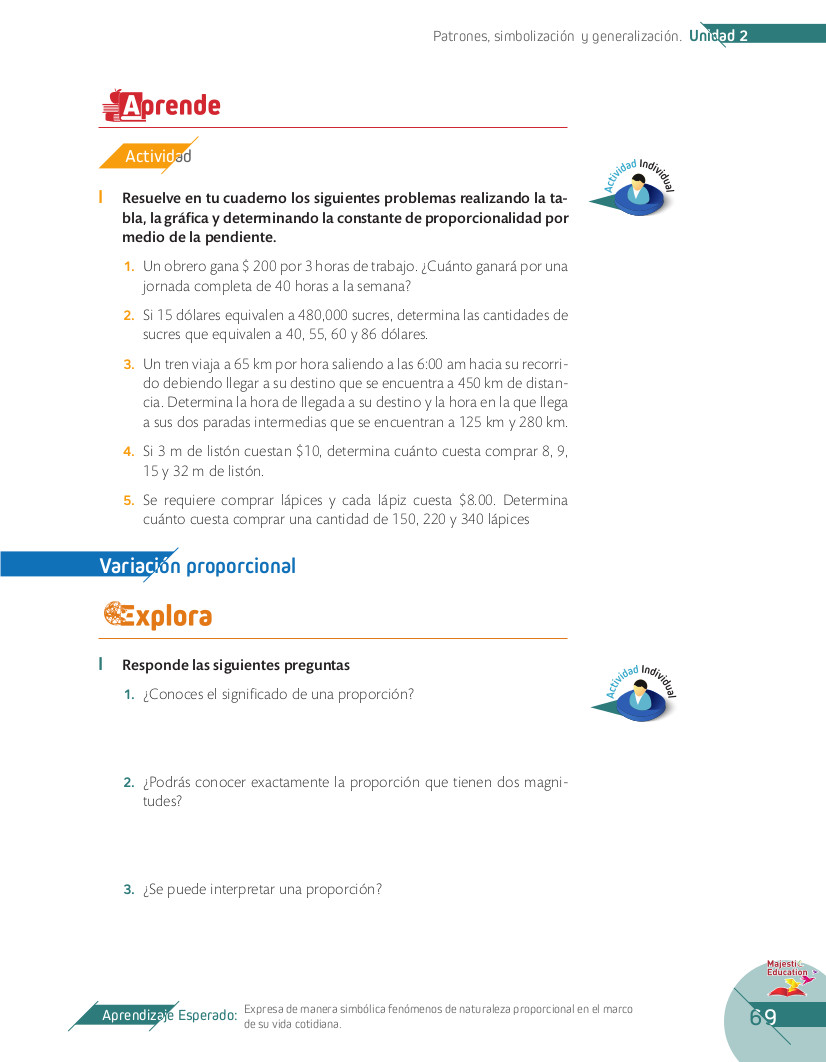 Patrones, simbolización y generalización. Unidad 2
Aprende
Actividad
Actividad Individual
I Resuelve en tu cuaderno los siguientes problemas realizando la ta-
bla, la gráfica y determinando la constante de proporcionalidad por
medio de la pendiente.
1. Un obrero gana $ 200 por 3 horas de trabajo. ¿Cuánto ganará por una
jornada completa de 40 horas a la semana?
2. Si 15 dólares equivalen a 480,000 sucres, determina las cantidades de
sucres que equivalen a 40, 55, 60 y 86 dólares.
3. Un tren viaja a 65 km por hora saliendo a las 6:00 am hacia su recorri-
do debiendo llegar a su destino que se encuentra a 450 km de distan-
cia. Determina la hora de llegada a su destino y la hora en la que llega
a sus dos paradas intermedias que se encuentran a 125 km y 280 km.
4. Si 3 m de listón cuestan $10, determina cuánto cuesta comprar 8, 9,
15 y 32 m de listón.
5. Se requiere comprar lápices y cada lápiz cuesta $8.00. Determina
cuánto cuesta comprar una cantidad de 150, 220 y 340 lápices
Variación proporcional
Explora
I Responde las siguientes preguntas
Actividad Individual
1. ¿Conoces el significado de una proporción?
2. ¿Podrás conocer exactamente la proporción que tienen dos magni-
tudes?
3. ¿Se puede interpretar una proporción?
Majestic
Education
Aprendizaje Esperado: Expresa de manera simbólica fenómenos de naturaleza proporcional en el marco
de su vida cotidiana.
69